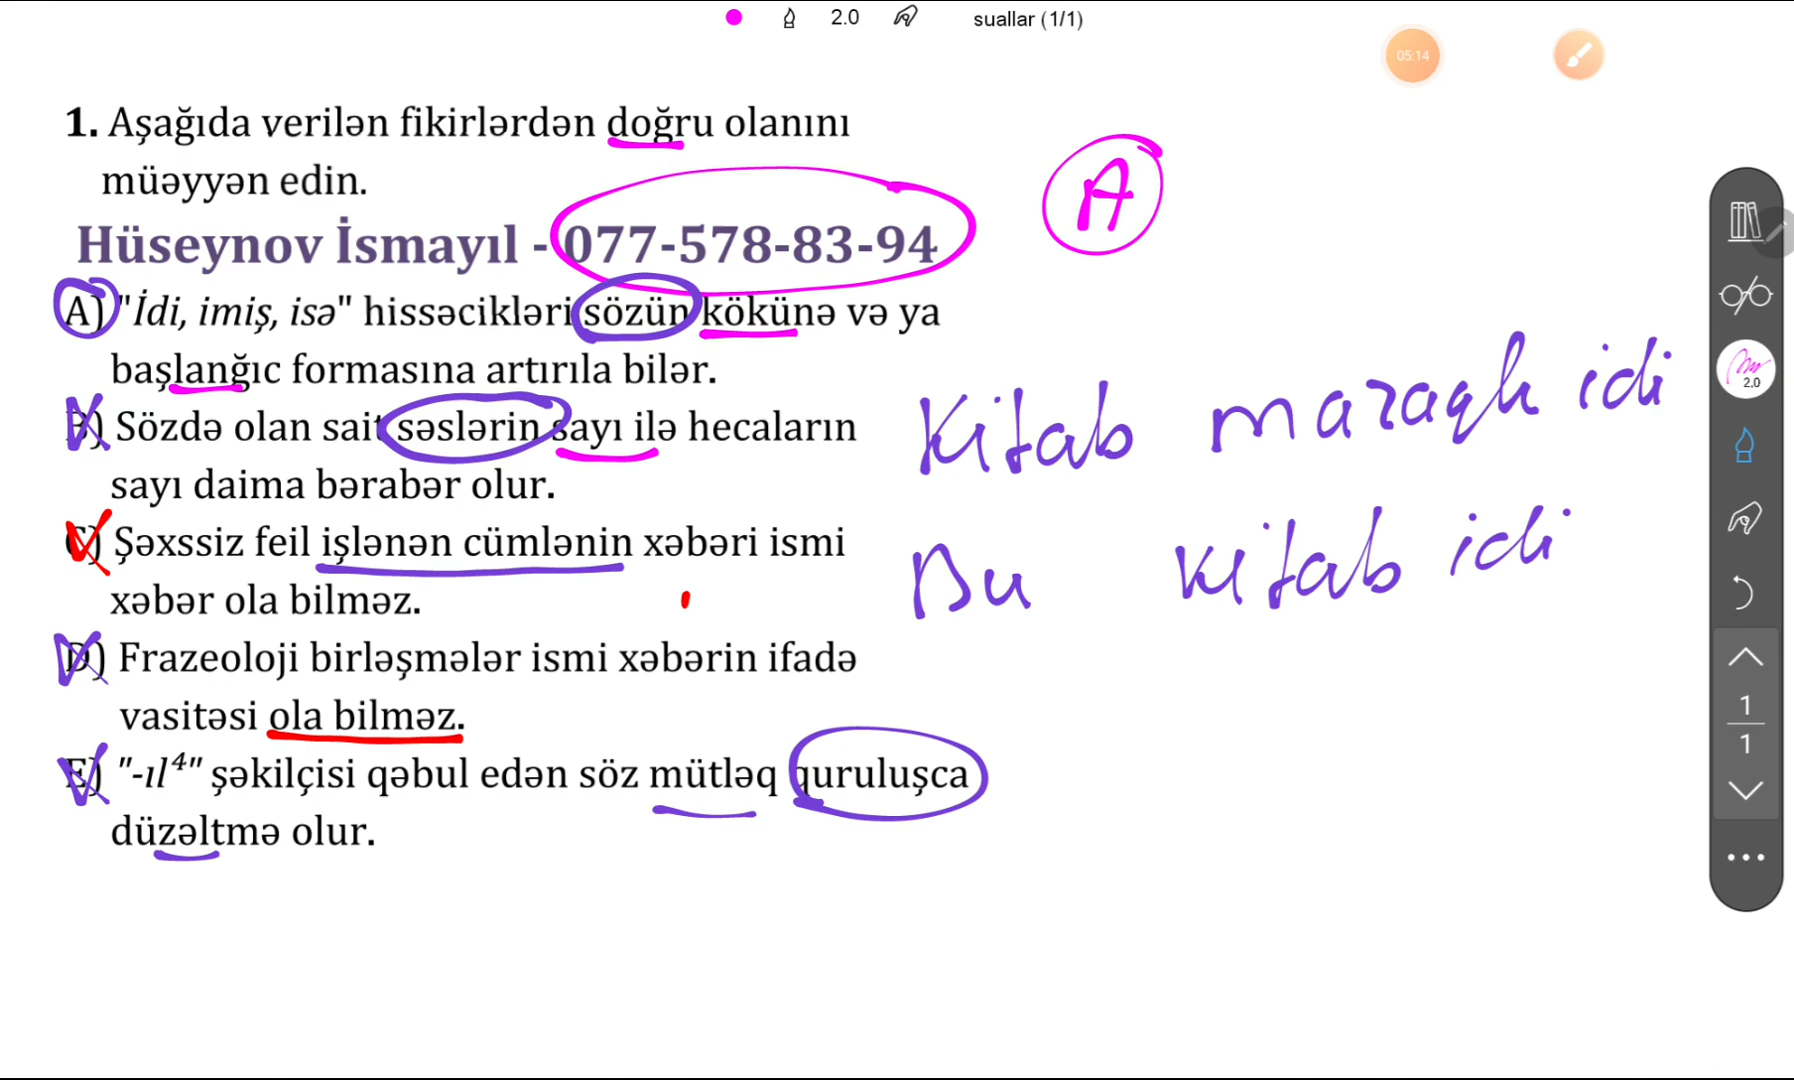 2.0 suallar (1/1)
05:14
1. Aşağıda verilən fikirlərdən doğru olanını
müəyyən edin.
A
Hüseynov İsmayıl - 077-578-83-94
A) "İdi, imiş, isə" hissəcikləri sözün kökünə və ya
başlanğıc formasına artırıla bilər.
B) Sözdə olan sait səslərin sayı ilə hecaların
sayı daima bərabər olur.
C) Şəxssiz feil işlənən cümlənin xəbəri ismi
xəbər ola bilməz.
D) Frazeoloji birləşmələr ismi xəbərin ifadə
vasitəsi ola bilməz.
E) "-ıl⁴" şəkilçisi qəbul edən söz mütləq quruluşca
düzəltmə olur.
Kitab maraqlı idi
Bu kitab idi
2.0
1
1